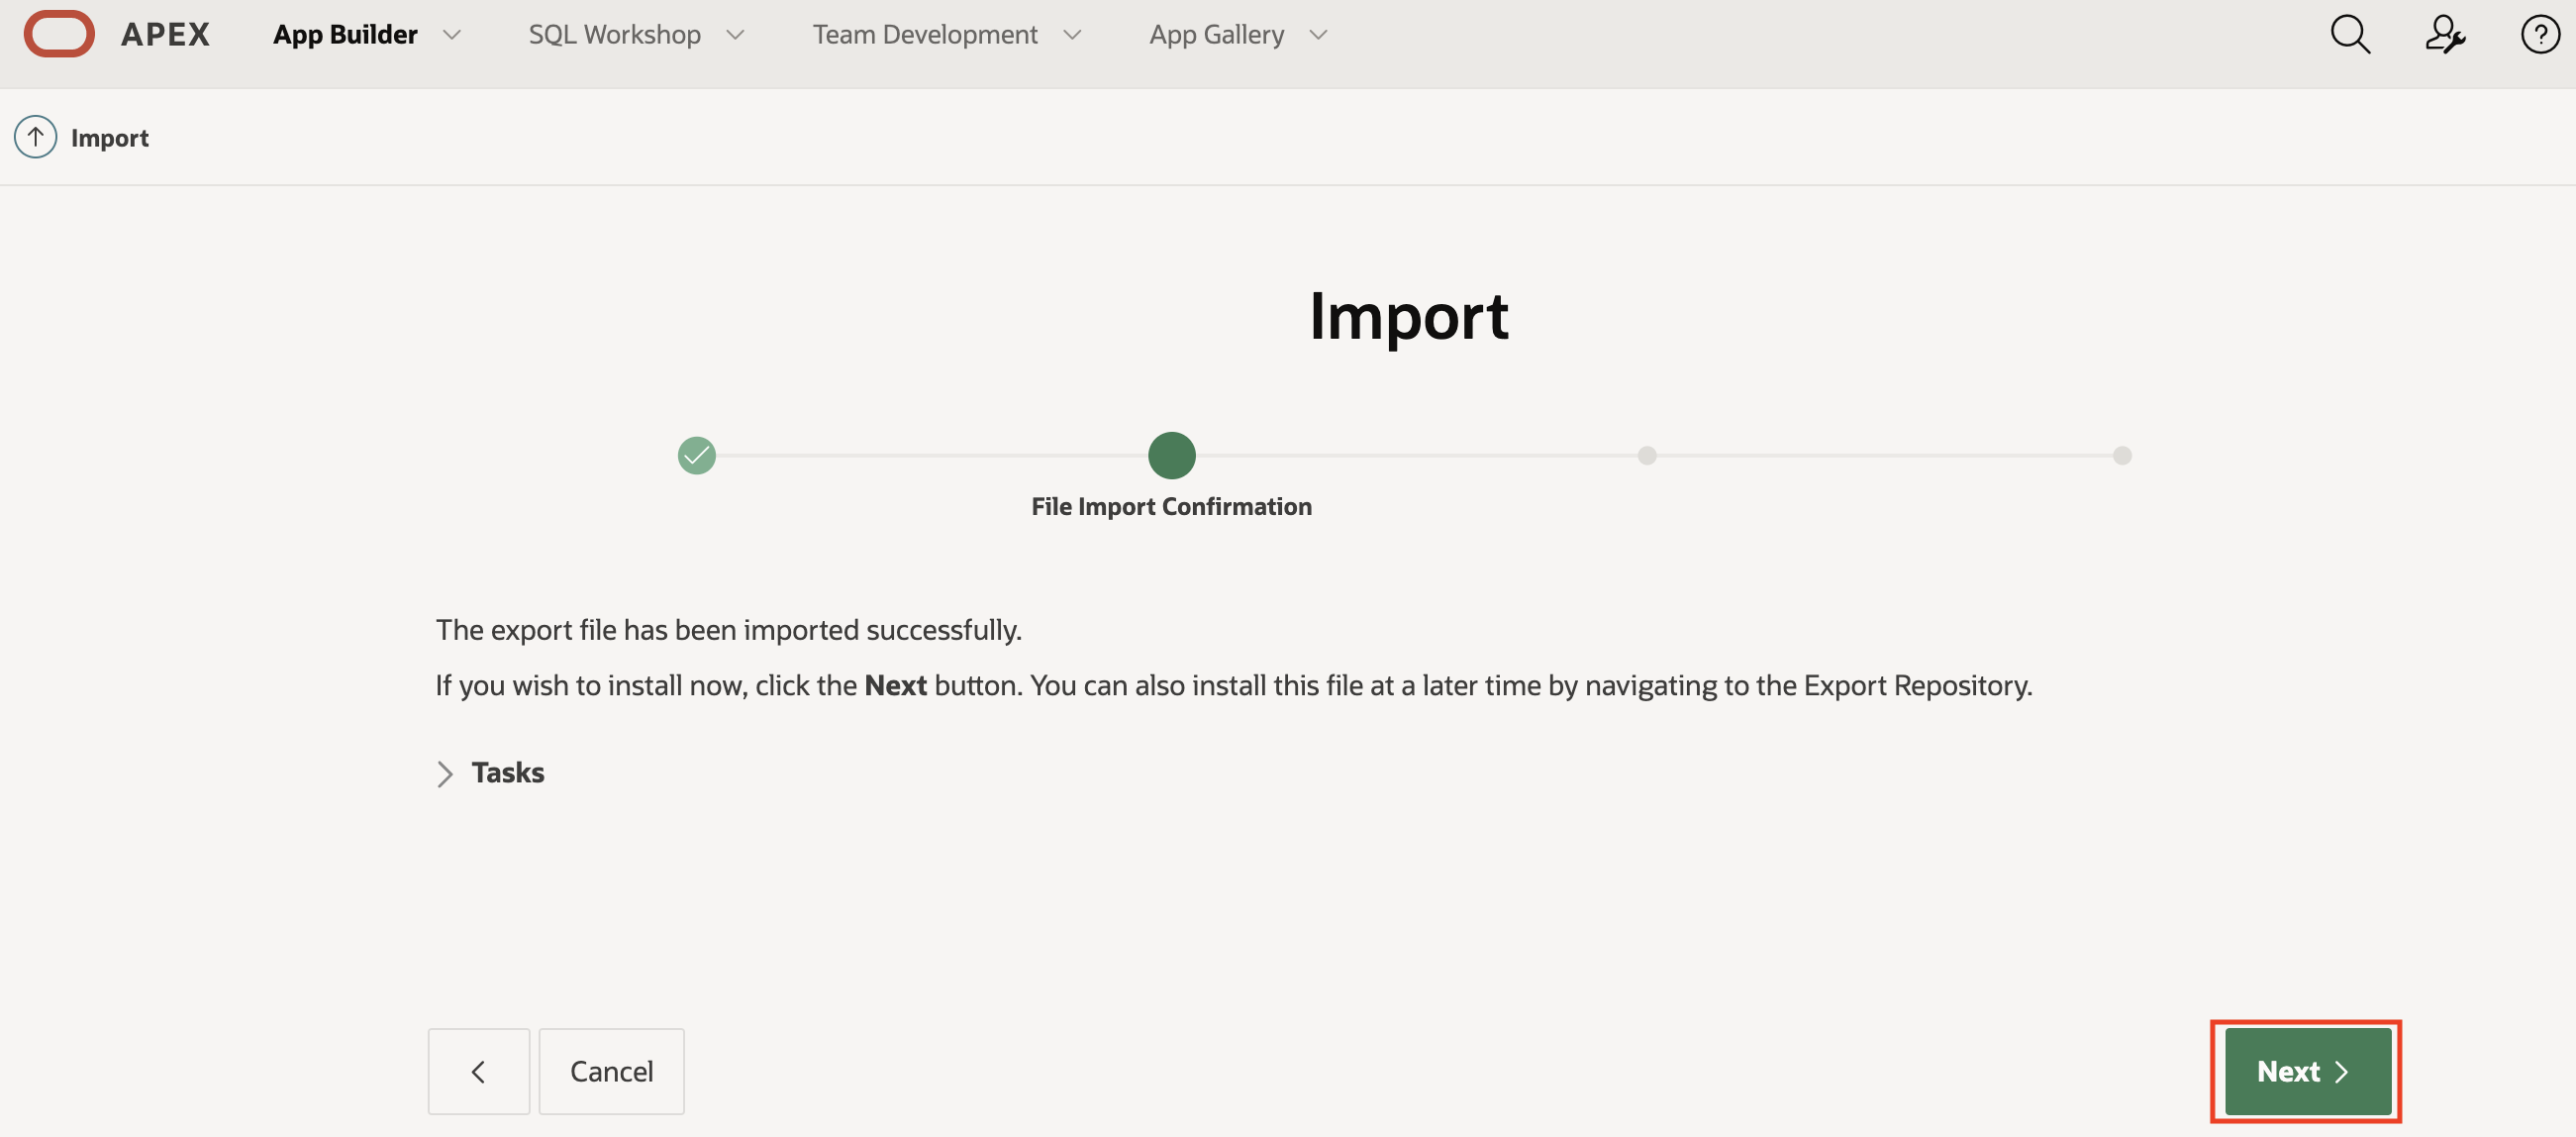 APEX App Builder SQL Workshop Team Development App Gallery ?
Import
Import
File Import Confirmation
The export file has been imported successfully.
If you wish to install now, click the Next button. You can also install this file at a later time by navigating to the Export Repository.
Tasks
Cancel
Next